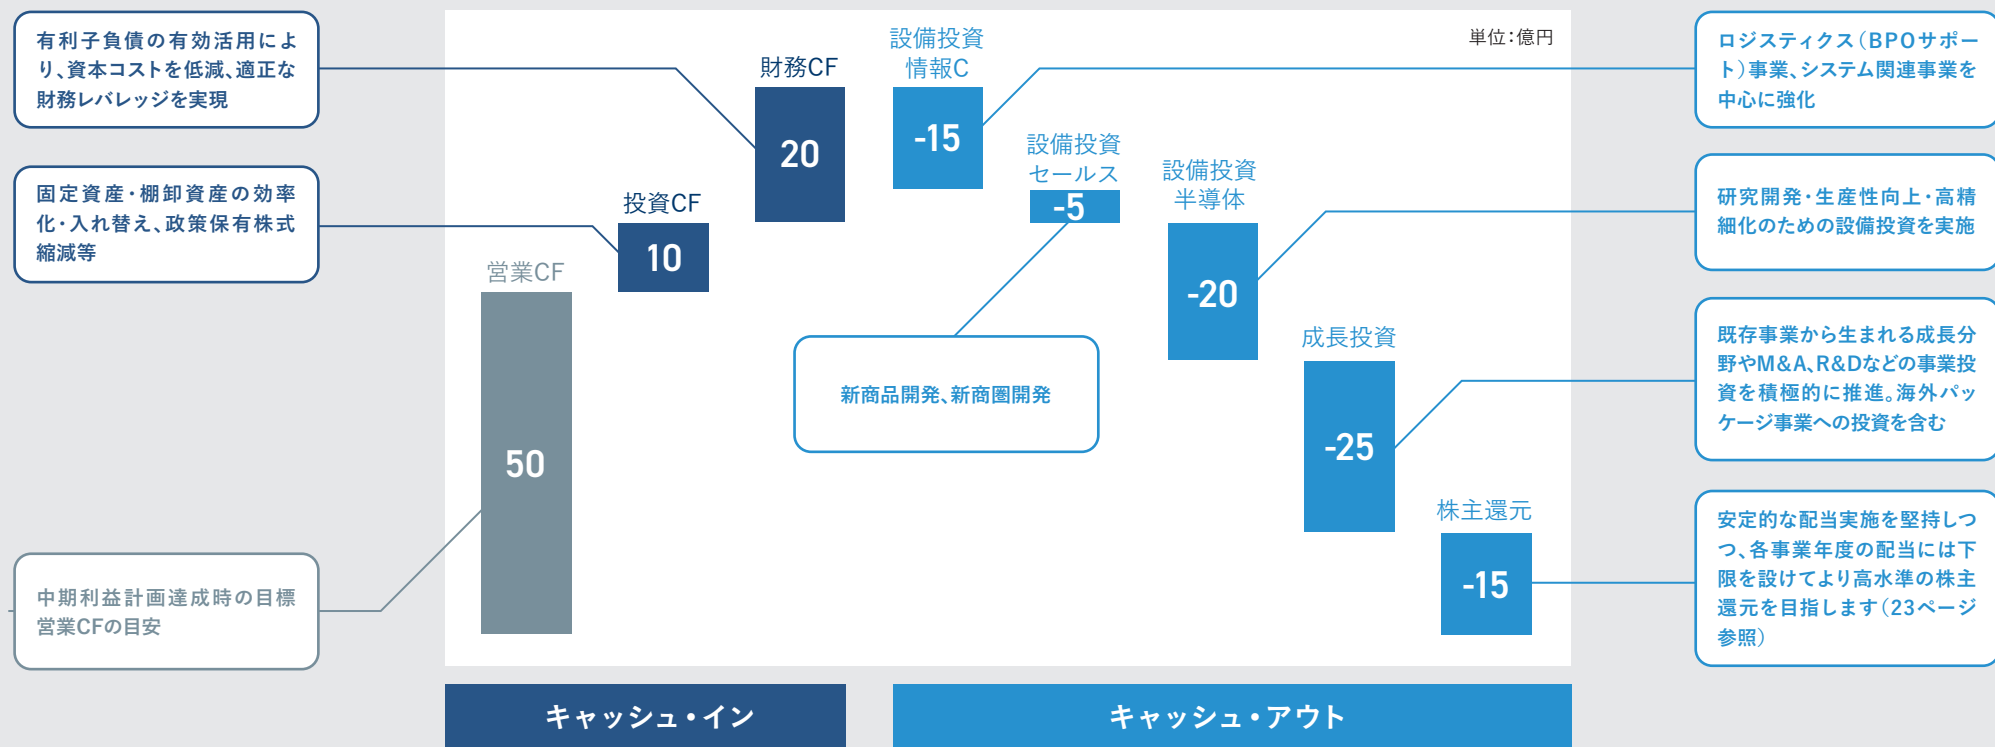 有利子負債の有効活用によ
り、資本コストを低減、適正な
財務レバレッジを実現
固定資産・棚卸資産の効率
化・入れ替え、政策保有株式
縮減等
中期利益計画達成時の目標
営業CFの目安
単位:億円
営業CF
50
投資CF
10
財務CF
20
設備投資
情報C
-15
設備投資
セールス
-5
新商品開発、新商圏開発
設備投資
半導体
-20
成長投資
-25
株主還元
-15
ロジスティクス(BPOサポー
ト)事業、システム関連事業を
中心に強化
研究開発・生産性向上・高精
細化のための設備投資を実施
既存事業から生まれる成長分
野やM&A、R&Dなどの事業投
資を積極的に推進。海外パッ
ケージ事業への投資を含む
安定的な配当実施を堅持しつ
つ、各事業年度の配当には下
限を設けてより高水準の株主
還元を目指します(23ページ
参照)
キャッシュ・イン
キャッシュ・アウト